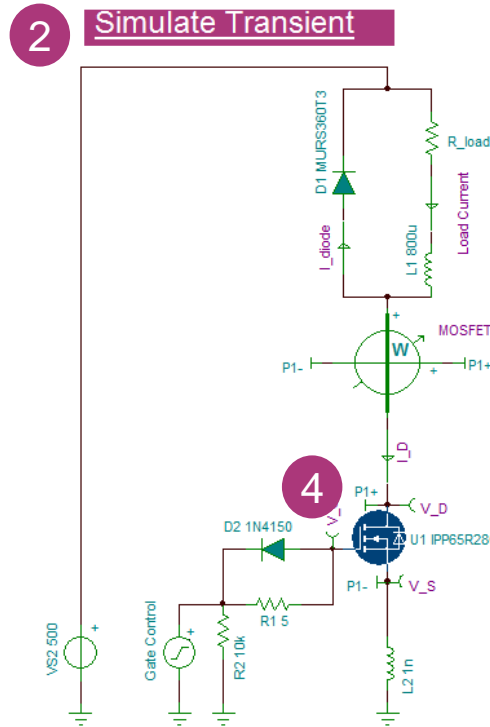 2
Simulate Transient
D1 MURS360T3
R_load
Load Current
I_diode
L1 800u
+
MOSFET
W
P1-
+
P1+
I_D
4
P1+
V_
V_D
D2 1N4150
U1 IPP65R28
P1-
V_S
R1 5
VS2 500
+
Gate Control
+
R2 10k
L2 1n